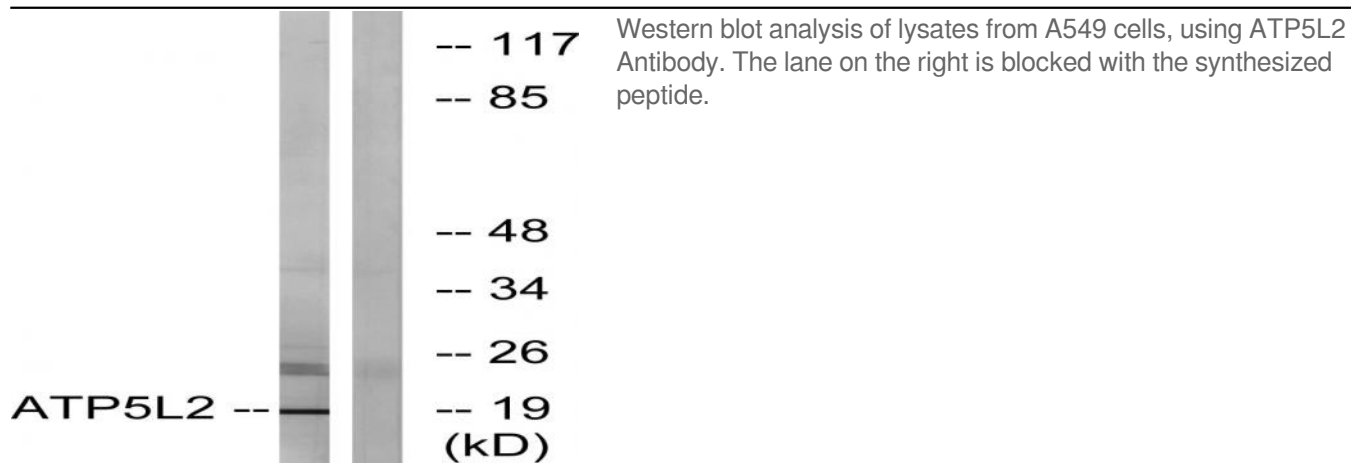 -- 117
-- 85
-- 48
-- 34
-- 26
ATP5L2 -- -- 19
(kD)
Western blot analysis of lysates from A549 cells, using ATP5L2
Antibody. The lane on the right is blocked with the synthesized
peptide.